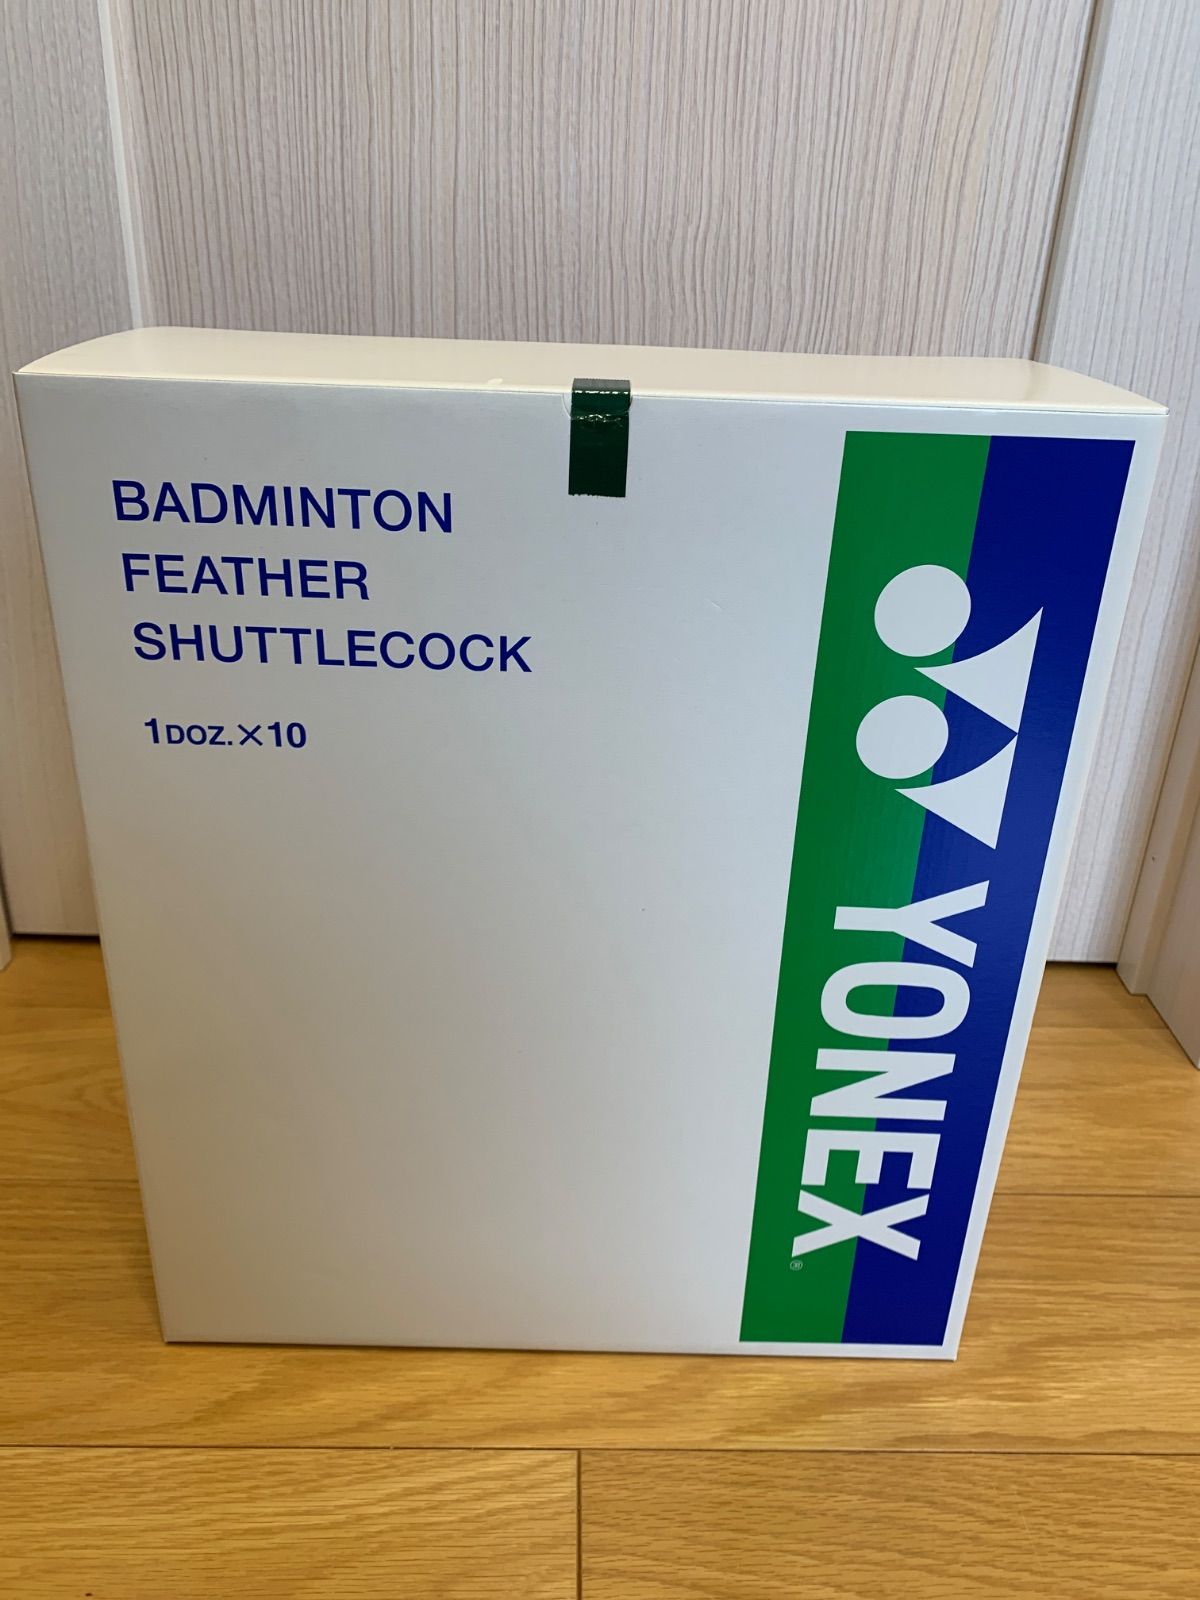 BADMINTON
FEATHER
SHUTTLECOCK
1DOZ.×10
YONEX®